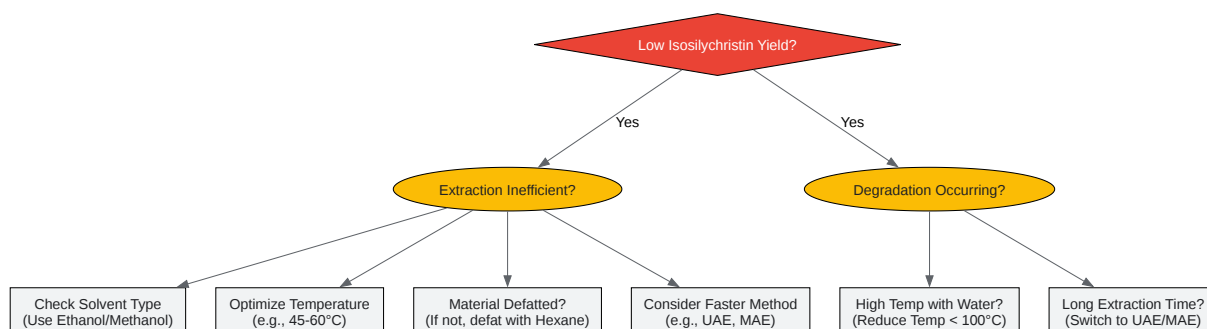 Low Isosilychristin Yield?
Yes
Yes
Extraction Inefficient?
Degradation Occurring?
Check Solvent Type
(Use Ethanol/Methanol)
Optimize Temperature
(e.g., 45-60°C)
Material Defatted?
(If not, defat with Hexane)
Consider Faster Method
(e.g., UAE, MAE)
High Temp with Water?
(Reduce Temp < 100°C)
Long Extraction Time?
(Switch to UAE/MAE)